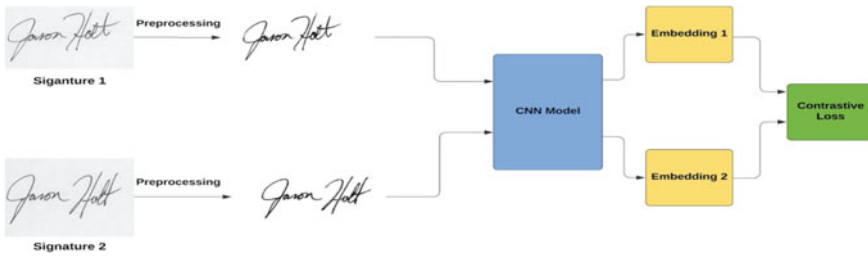 Jason Holt
Preprocessing
Jason Holt
Siganture 1
Jason Holt
Preprocessing
Jason Holt
Signature 2
CNN Model
Embedding 1
Embedding 2
Contrastive
Loss